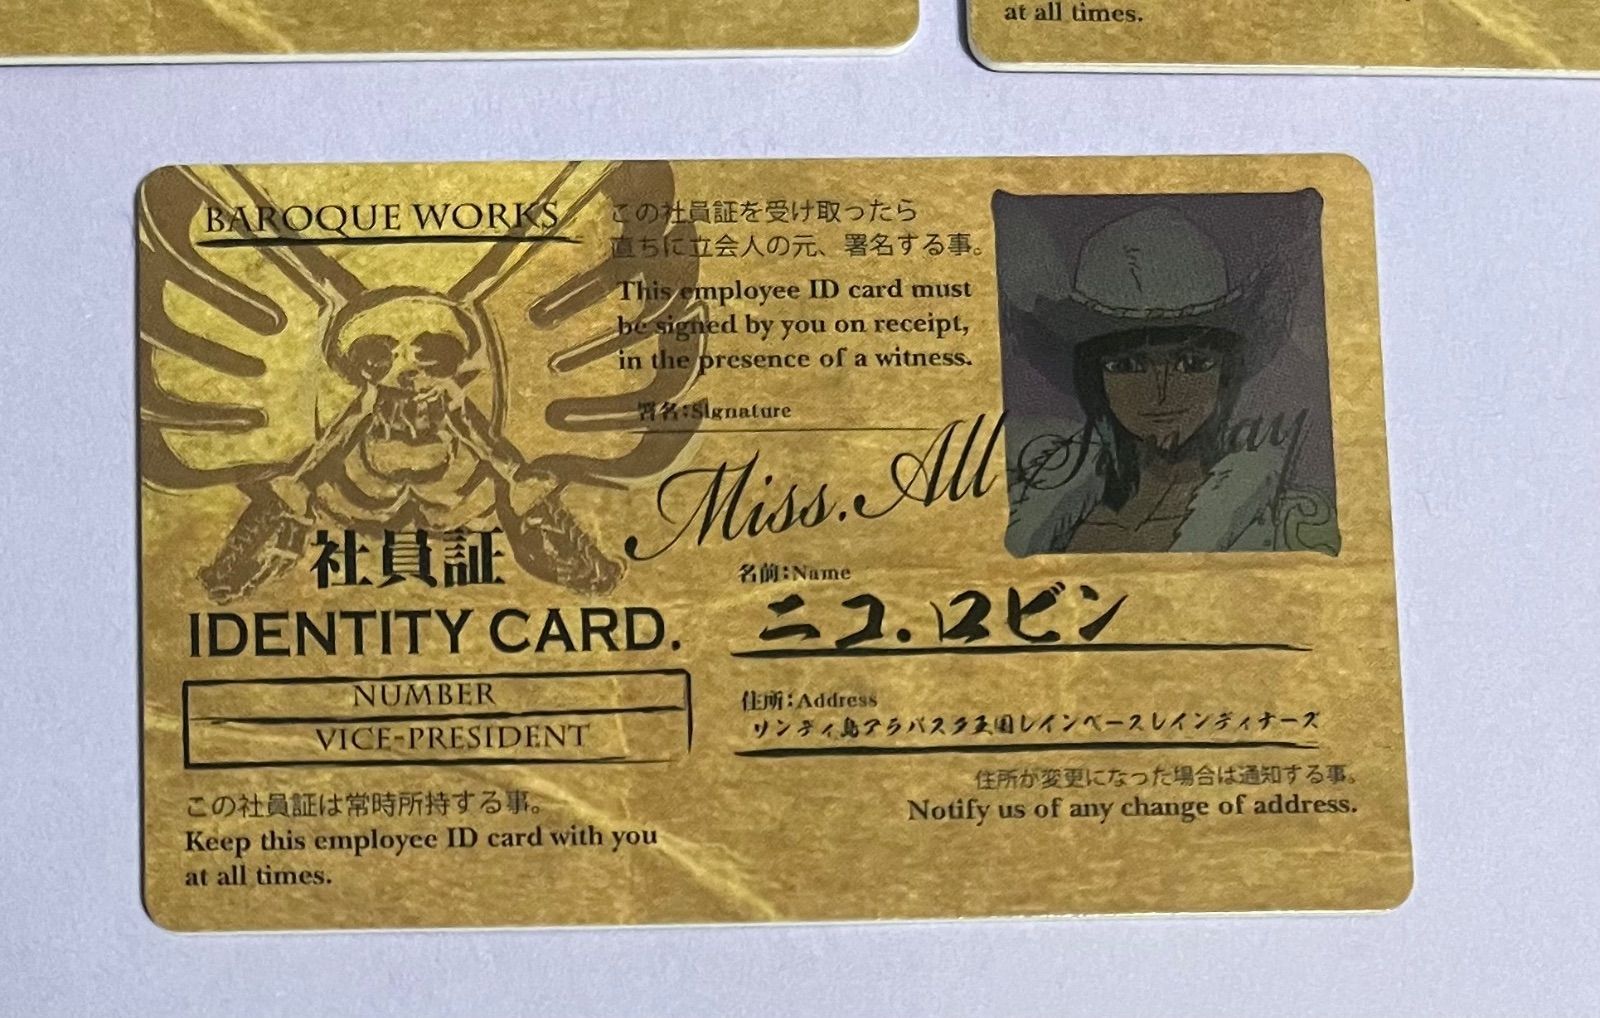 at all times.
BAROQUE WORKS
この社員証を受け取ったら
直ちに立会人の元、署名する事。
This employee ID card must
be signed by you on receipt,
in the presence of a witness.
署名:Signature
Miss. All Sunday
社員証
IDENTITY CARD.
NUMBER
VICE-PRESIDENT
この社員証は常時所持する事。
Keep this employee ID card with you
at all times.
名前:Name
ニコ.ロビン
住所:Address
サンディ島アラバスタ王国レインベースレインディナーズ
住所が変更になった場合は通知する事。
Notify us of any change of address.